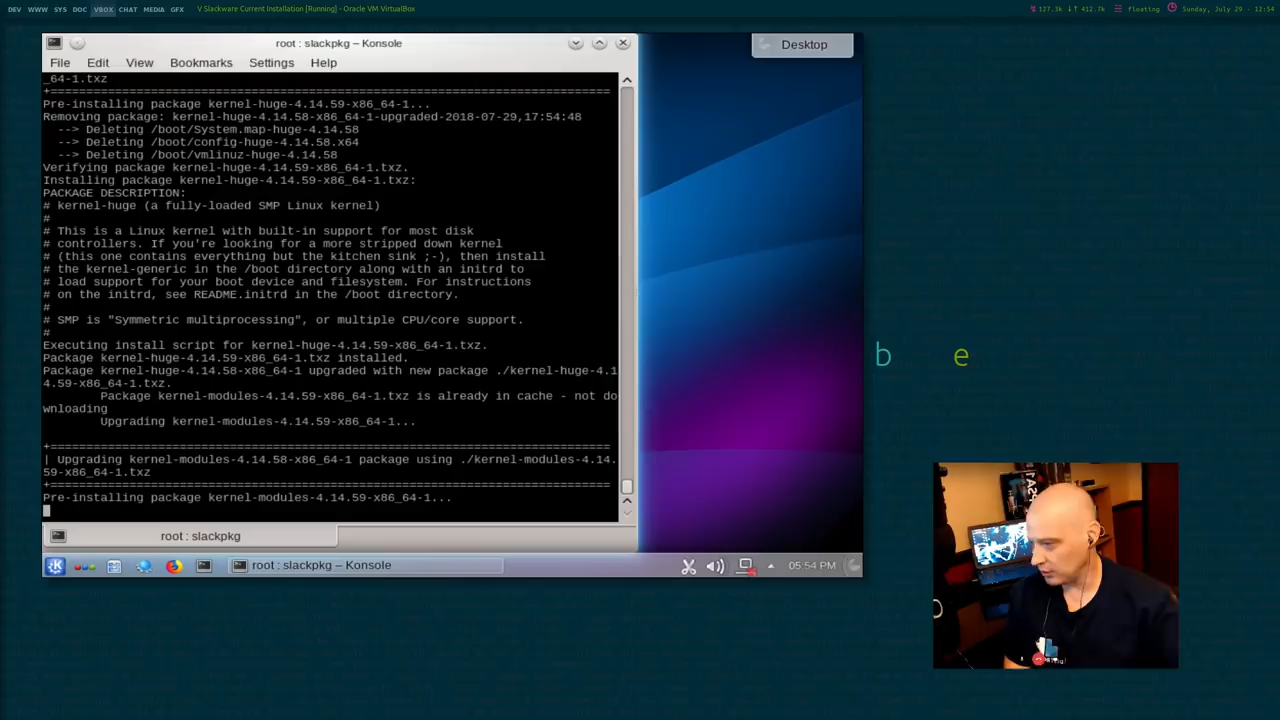 DEV WWW SYS DOC VBOX CHAT MEDIA GFX V Slackware Current Installation [Running] - Oracle VM VirtualBox 127.3k 412.7k floating Sunday, July 29 - 12:54
root : slackpkg – Konsole
Desktop
File Edit View Bookmarks Settings Help
_64-1.txz
+==============================================================================
Pre-installing package kernel-huge-4.14.59-x86_64-1...
Removing package: kernel-huge-4.14.58-x86_64-1-upgraded-2018-07-29,17:54:48
--> Deleting /boot/System.map-huge-4.14.58
--> Deleting /boot/config-huge-4.14.58.x64
--> Deleting /boot/vmlinuz-huge-4.14.58
Verifying package kernel-huge-4.14.59-x86_64-1.txz.
Installing package kernel-huge-4.14.59-x86_64-1.txz:
PACKAGE DESCRIPTION:
# kernel-huge (a fully-loaded SMP Linux kernel)
#
# This is a Linux kernel with built-in support for most disk
# controllers. If you're looking for a more stripped down kernel
# (this one contains everything but the kitchen sink ;-), then install
# the kernel-generic in the /boot directory along with an initrd to
# load support for your boot device and filesystem. For instructions
# on the initrd, see README.initrd in the /boot directory.
#
# SMP is "Symmetric multiprocessing", or multiple CPU/core support.
#
Executing install script for kernel-huge-4.14.59-x86_64-1.txz.
Package kernel-huge-4.14.59-x86_64-1.txz installed.
Package kernel-huge-4.14.58-x86_64-1 upgraded with new package ./kernel-huge-4.1
4.59-x86_64-1.txz.
Package kernel-modules-4.14.59-x86_64-1.txz is already in cache - not do
wnloading
Upgrading kernel-modules-4.14.59-x86_64-1...
+==============================================================================
| Upgrading kernel-modules-4.14.58-x86_64-1 package using ./kernel-modules-4.14.
59-x86_64-1.txz
+==============================================================================
Pre-installing package kernel-modules-4.14.59-x86_64-1...
root : slackpkg
root : slackpkg – Konsole
05:54 PM
b e